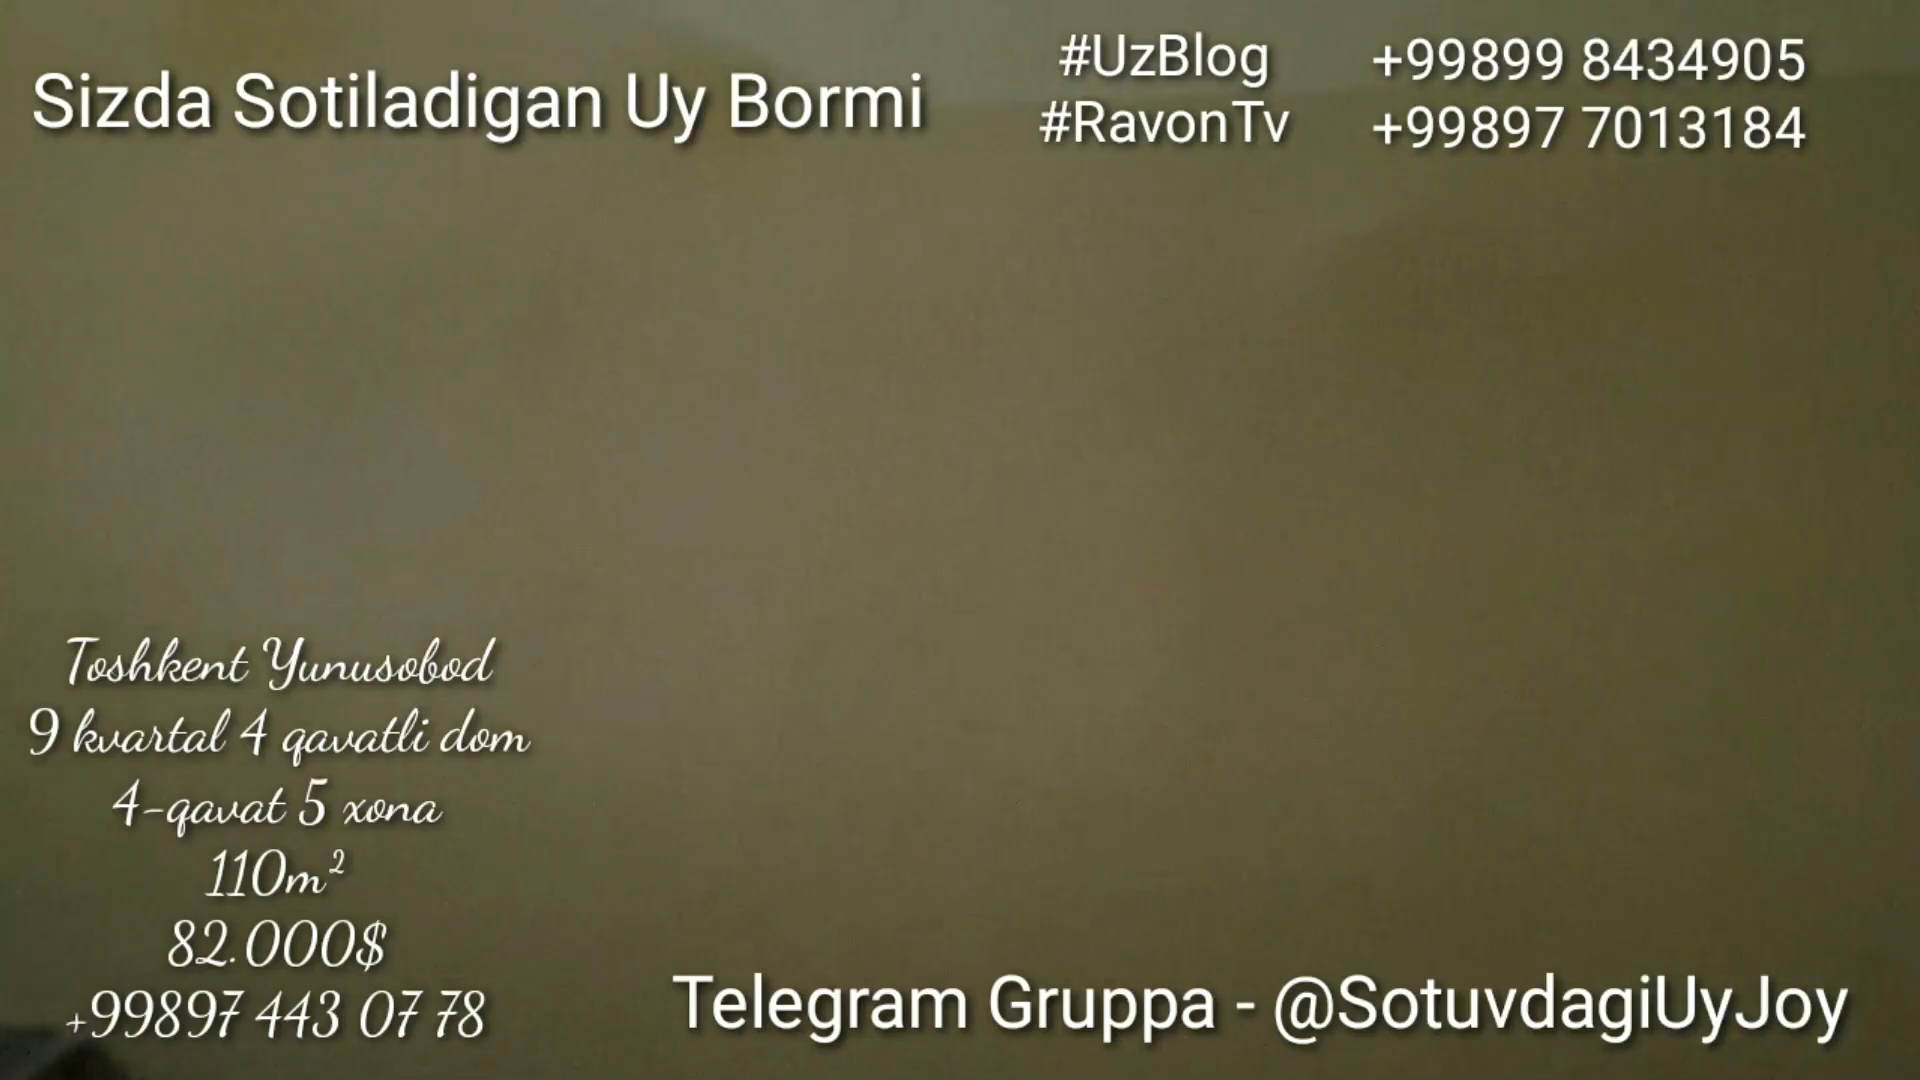 Sizda Sotiladigan Uy Bormi
#UzBlog
#RavonTv
+99899 8434905
+99897 7013184
Toshkent Yunusobod
9 kvartal 4 qavatli dom
4-qavat 5 xona
110m²
82.000$
+99897 443 07 78
Telegram Gruppa - @SotuvdagiUyJoy